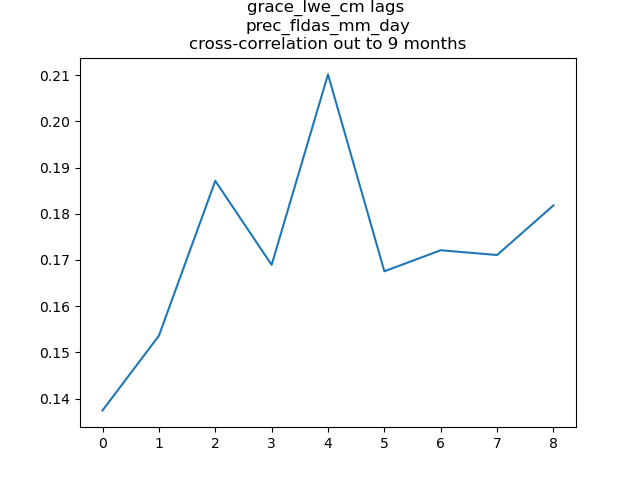 grace_lwe_cm lags
prec_fldas_mm_day
cross-correlation out to 9 months
0.21
0.20
0.19
0.18
0.17
0.16
0.15
0.14
0 1 2 3 4 5 6 7 8